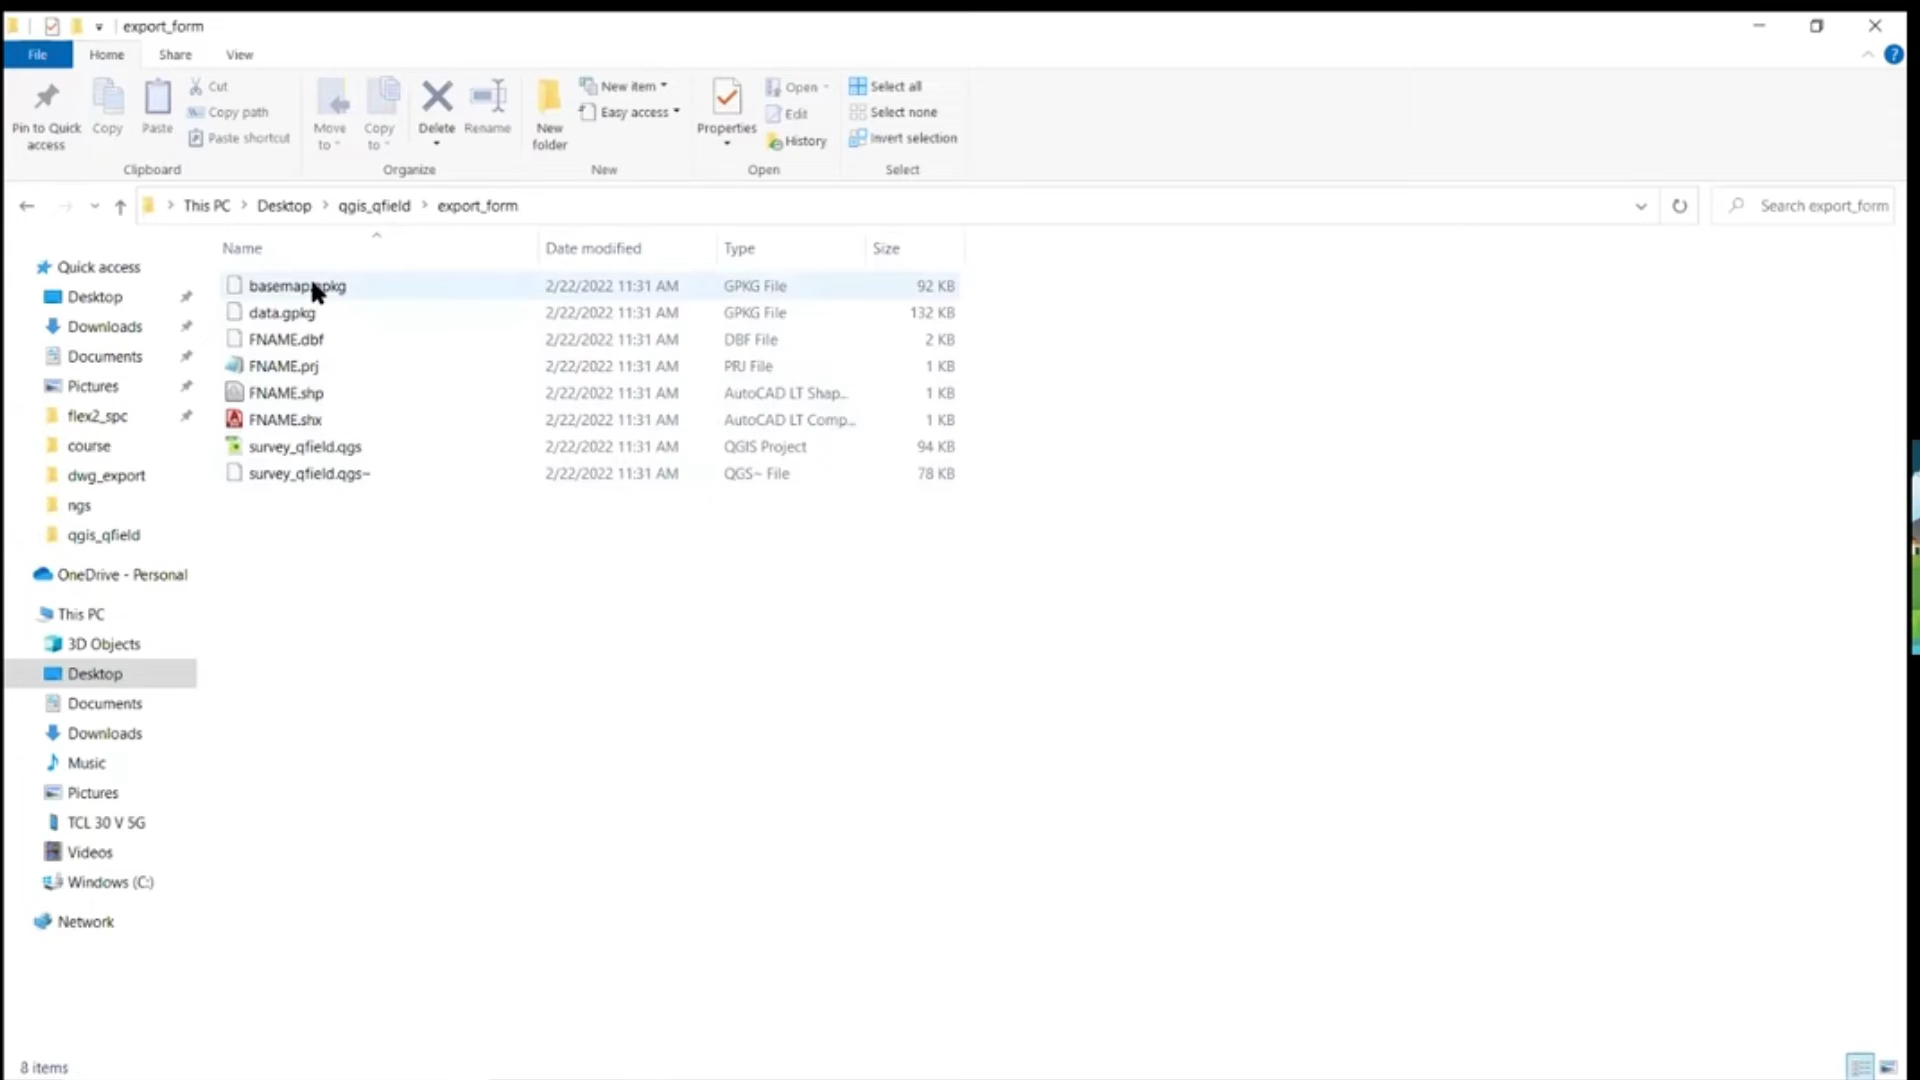 export_form
File Home Share View
Pin to Quick access
Copy
Paste
Cut
Copy path
Paste shortcut
Clipboard
Move to
Copy to
Delete
Rename
Organize
New folder
New item
Easy access
New
Properties
Open
Edit
History
Open
Select all
Select none
Invert selection
Select
This PC > Desktop > qgis_qfield > export_form
Search export_form
Name Date modified Type Size
basemap.gpkg 2/22/2022 11:31 AM GPKG File 92 KB
data.gpkg 2/22/2022 11:31 AM GPKG File 132 KB
FNAME.dbf 2/22/2022 11:31 AM DBF File 2 KB
FNAME.prj 2/22/2022 11:31 AM PRJ File 1 KB
FNAME.shp 2/22/2022 11:31 AM AutoCAD LT Shap... 1 KB
FNAME.shx 2/22/2022 11:31 AM AutoCAD LT Comp... 1 KB
survey_qfield.qgs 2/22/2022 11:31 AM QGIS Project 94 KB
survey_qfield.qgs~ 2/22/2022 11:31 AM QGS~ File 78 KB
Quick access
Desktop
Downloads
Documents
Pictures
flex2_spc
course
dwg_export
ngs
qgis_qfield
OneDrive - Personal
This PC
3D Objects
Desktop
Documents
Downloads
Music
Pictures
TCL 30 V 5G
Videos
Windows (C:)
Network
8 items